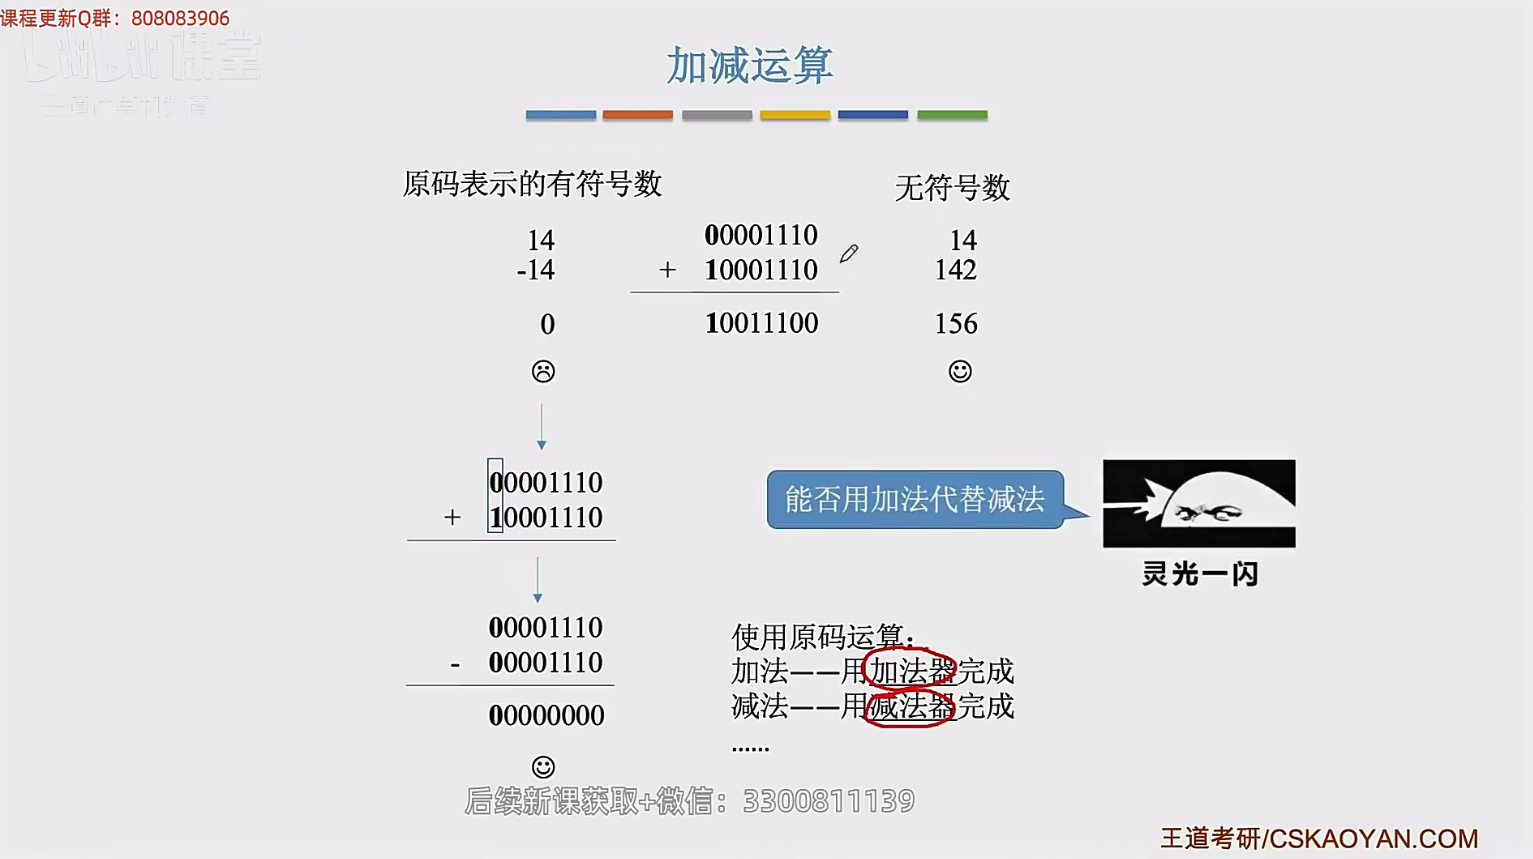 课程更新Q群：808083906
bilibili 课堂
加减运算
原码表示的有符号数
无符号数
14
-14
0
00001110
+ 10001110
10011100
14
142
156
00001110
+ 10001110
00001110
- 00001110
00000000
能否用加法代替减法
灵光一闪
使用原码运算：
加法——用加法器完成
减法——用减法器完成
......
后续新课获取+微信：3300811139
王道考研/CSKAOYAN.COM